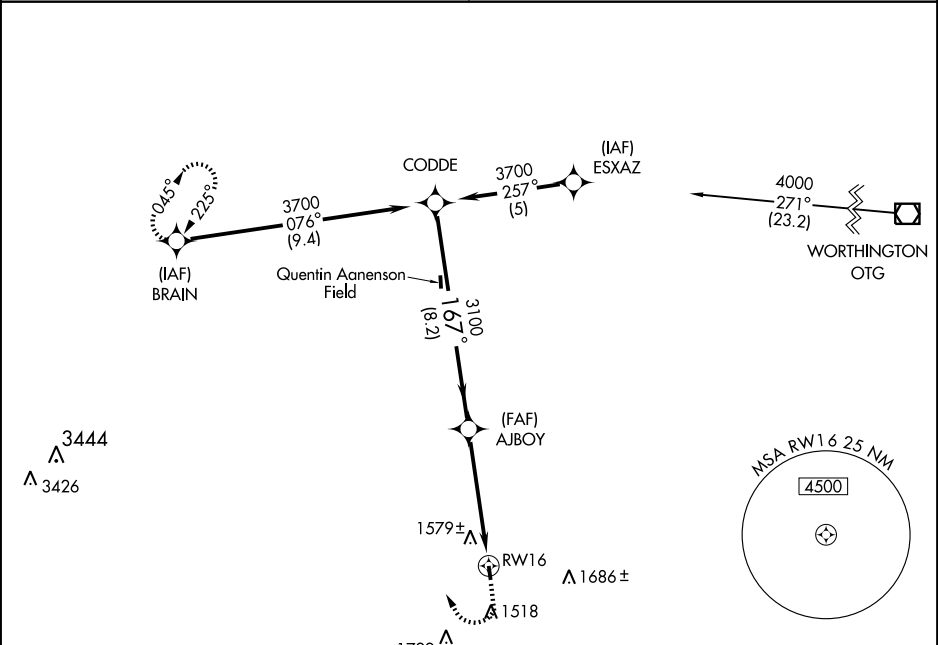 CODDE
(IAF)
ESXAZ
3700
257°
(5)
4000
271°
(23.2)
WORTHINGTON
OTG
045°
225°
3700
076°
(9.4)
(IAF)
BRAIN
Quentin Aanenson
Field
3100
167°
(8.2)
(FAF)
AJBOY
3444
3426
MSA RW16 25 NM
4500
1579±
RW16
1686±
1518